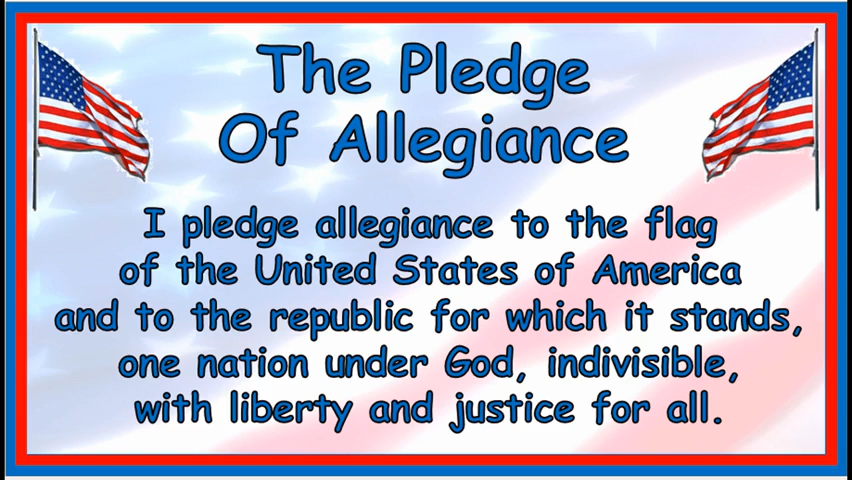 The Pledge
Of Allegiance
I pledge allegiance to the flag
of the United States of America
and to the republic for which it stands,
one nation under God, indivisible,
with liberty and justice for all.